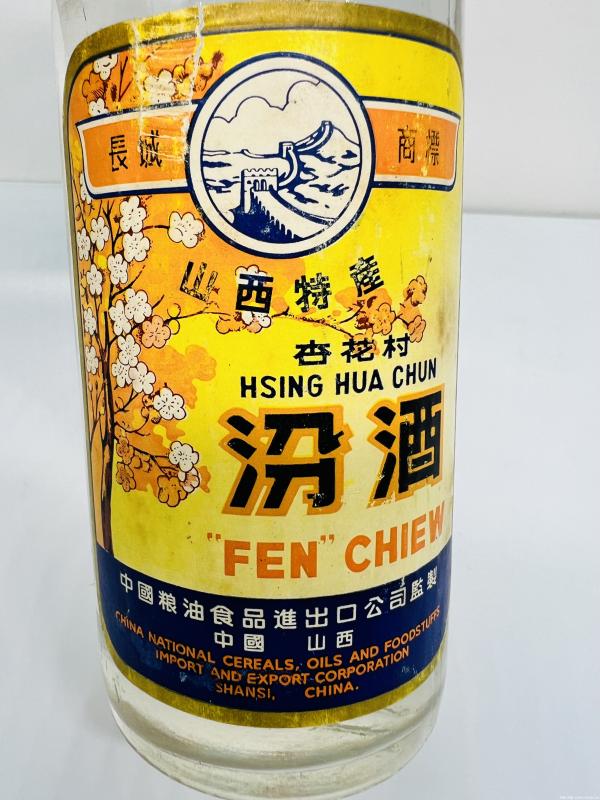 長城 商標
山西特產
杏花村
HSING HUA CHUN
汾酒
"FEN" CHIEW
中國粮油食品進出口公司監製
中國 山西
CHINA NATIONAL CEREALS, OILS AND FOODSTUFFS
IMPORT AND EXPORT CORPORATION
SHANSI, CHINA.